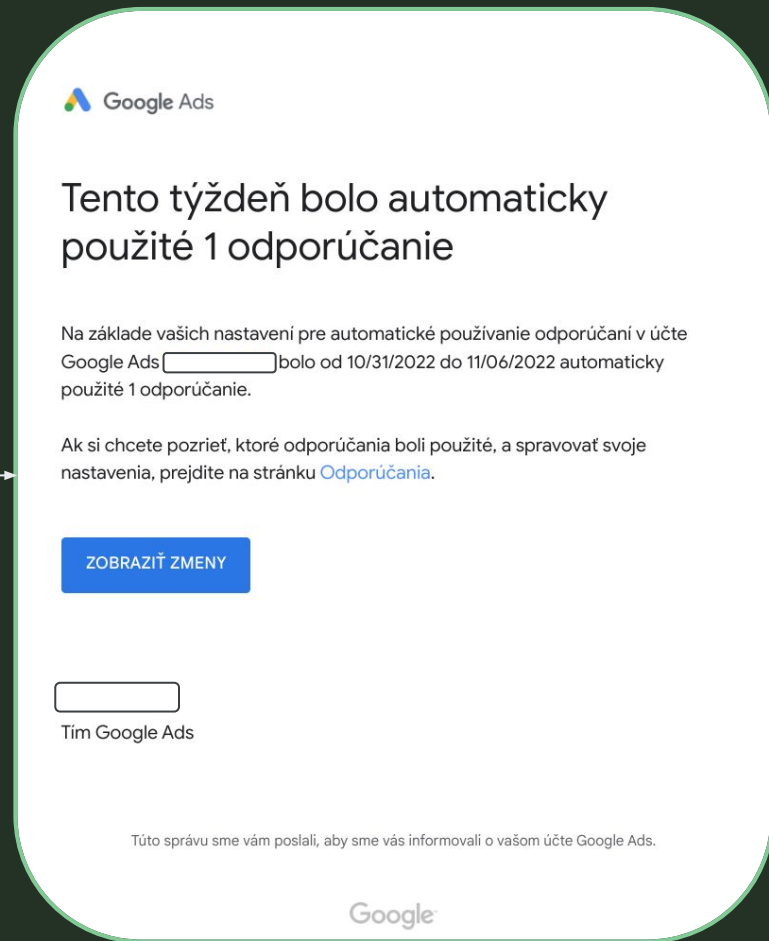 Google Ads
Tento týždeň bolo automaticky
použité 1 odporúčanie
Na základe vašich nastavení pre automatické používanie odporúčaní v účte
Google Ads bolo od 10/31/2022 do 11/06/2022 automaticky
použité 1 odporúčanie.
Ak si chcete pozrieť, ktoré odporúčania boli použité, a spravovať svoje
nastavenia, prejdite na stránku Odporúčania.
ZOBRAZIŤ ZMENY
Tím Google Ads
Túto správu sme vám poslali, aby sme vás informovali o vašom účte Google Ads.
Google